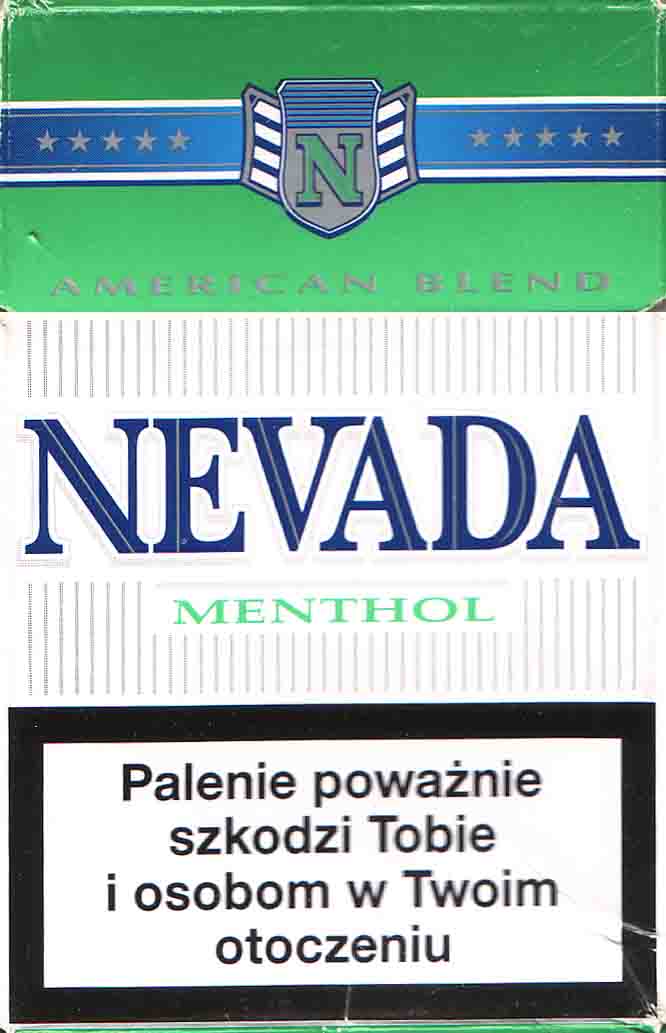 N
AMERICAN BLEND
NEVADA
MENTHOL
Palenie poważnie
szkodzi Tobie
i osobom w Twoim
otoczeniu